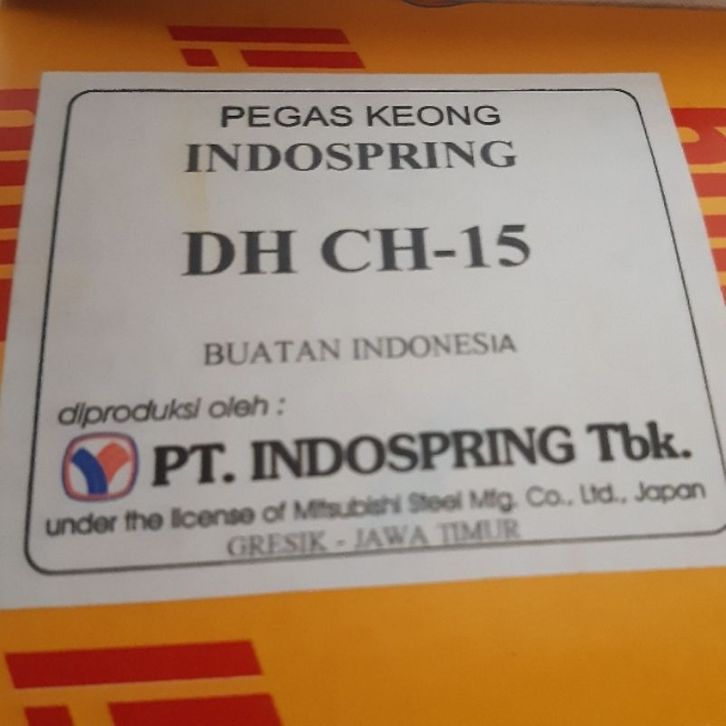 PEGAS KEONG
INDOSPRING
DH CH-15
BUATAN INDONESIA
diproduksi oleh :
PT. INDOSPRING Tbk.
under the license of Mitsubishi Steel Mfg. Co., Ltd., Japan
GRESIK - JAWA TIMUR